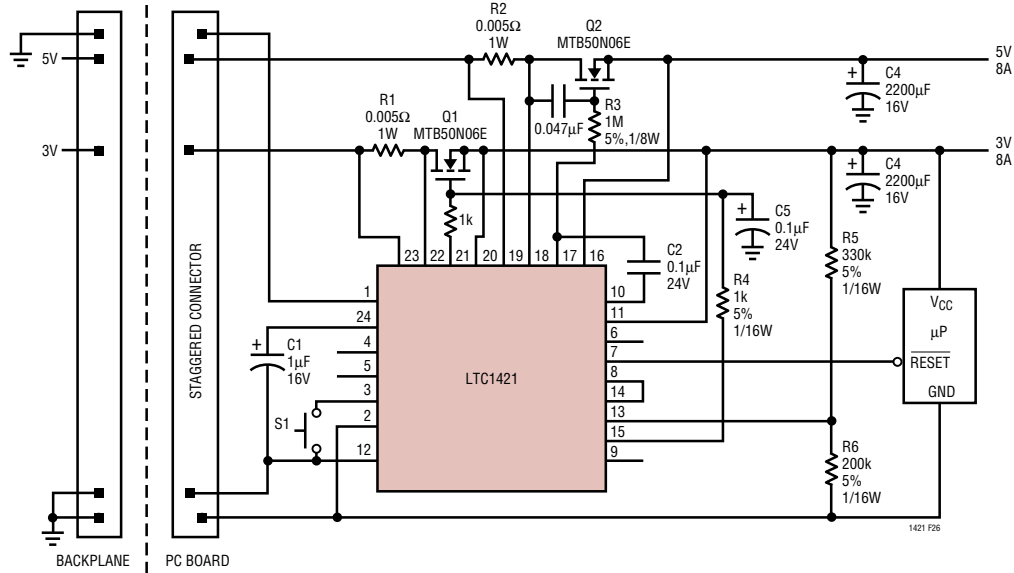 R2
0.005Ω
1W
Q2
MTB50N06E
5V
8A
5V
R1
0.005Ω
1W
Q1
MTB50N06E
0.047µF
R3
1M
5%,1/8W
+
C4
2200µF
16V
3V
3V
8A
+
C4
2200µF
16V
1k
+
C5
0.1µF
24V
C2
0.1µF
24V
R4
1k
5%
1/16W
R5
330k
5%
1/16W
23 22 21 20 19 18 17 16
STAGGERED CONNECTOR
1
24
4
5
3
2
12
+
C1
1µF
16V
S1
LTC1421
10
11
6
7
8
14
13
15
9
VCC
µP
RESET
GND
R6
200k
5%
1/16W
1421 F26
BACKPLANE
PC BOARD